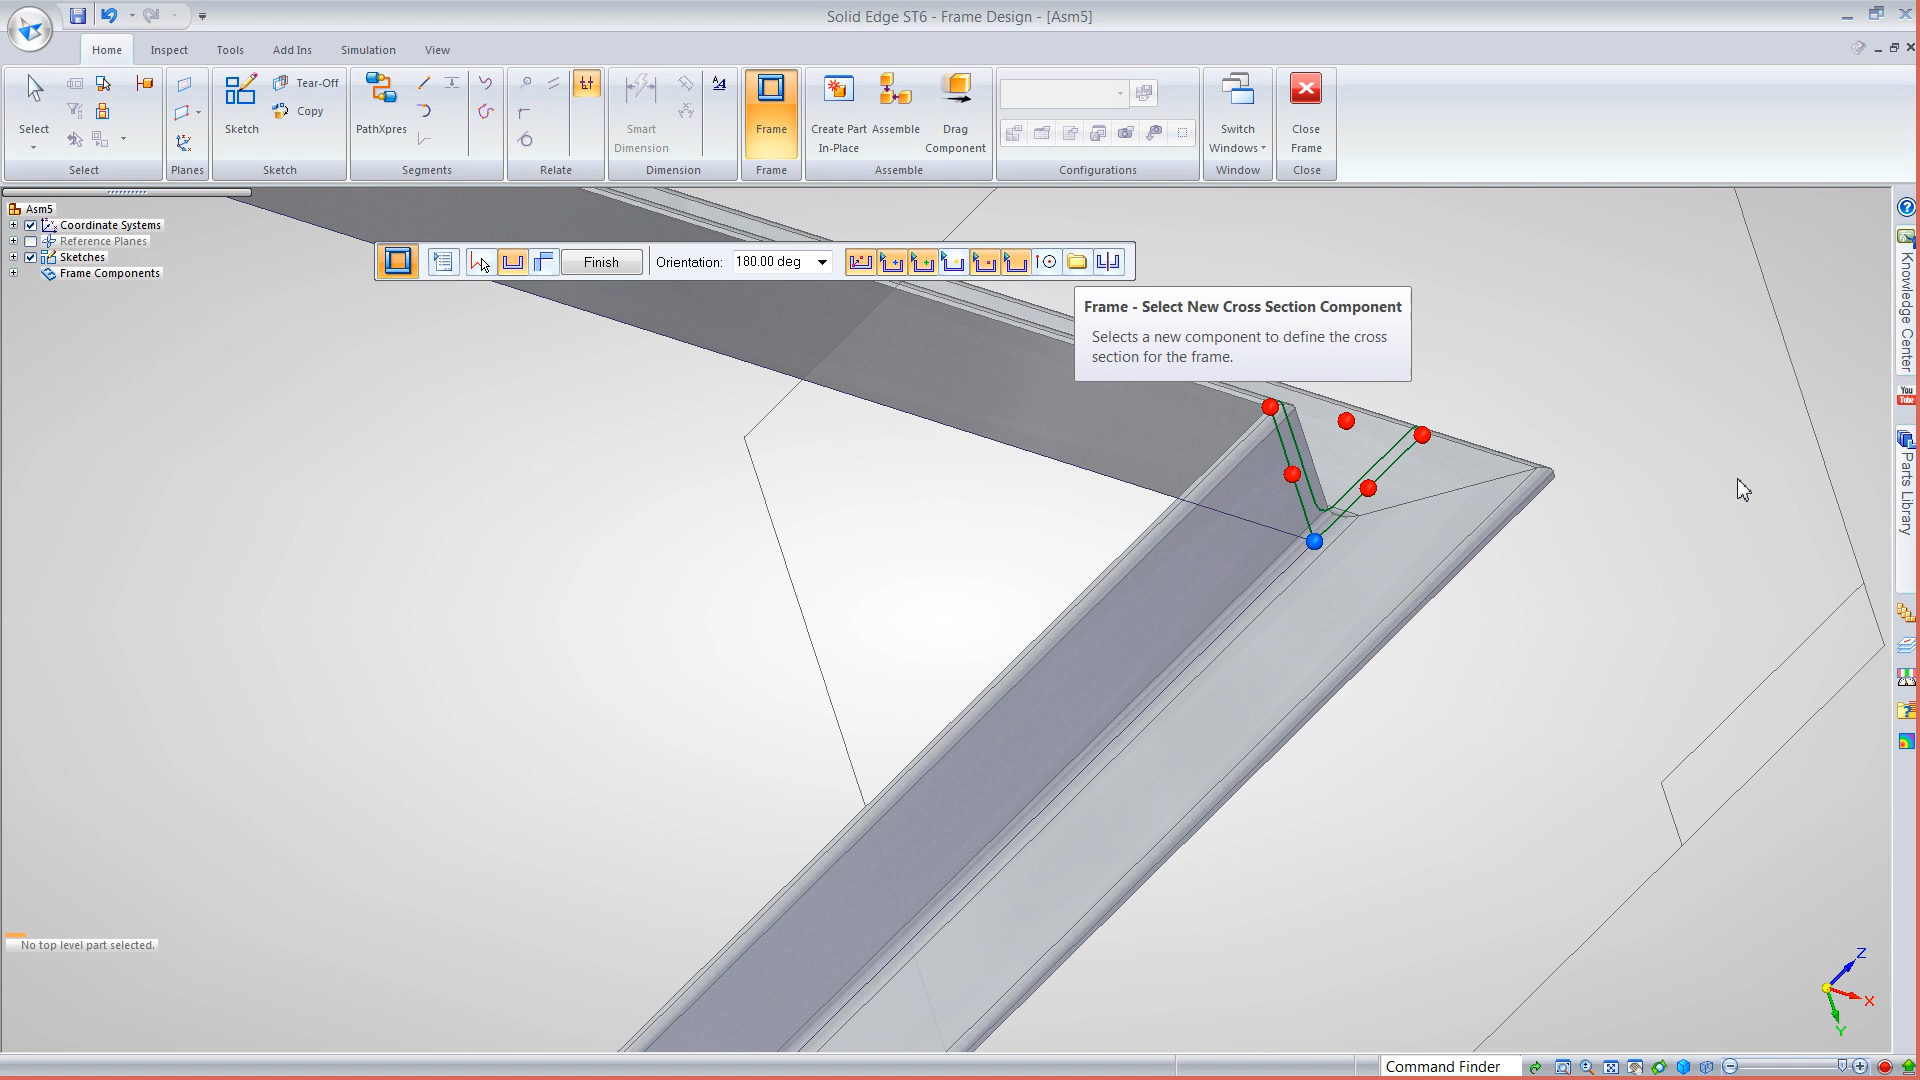 Solid Edge ST6 - Frame Design - [Asm5]
Home
Inspect
Tools
Add Ins
Simulation
View
Select
Select
Planes
Sketch
Tear-Off
Copy
Sketch
PathXpres
Segments
Relate
Smart
Dimension
Dimension
Frame
Frame
Create Part
In-Place
Assemble
Drag
Component
Assemble
Configurations
Switch
Windows
Window
Close
Frame
Close
Asm5
Coordinate Systems
Reference Planes
Sketches
Frame Components
Finish
Orientation:
180.00 deg
Frame - Select New Cross Section Component
Selects a new component to define the cross
section for the frame.
Knowledge Center
You
Tube
Parts Library
No top level part selected.
Z
X
Y
Command Finder